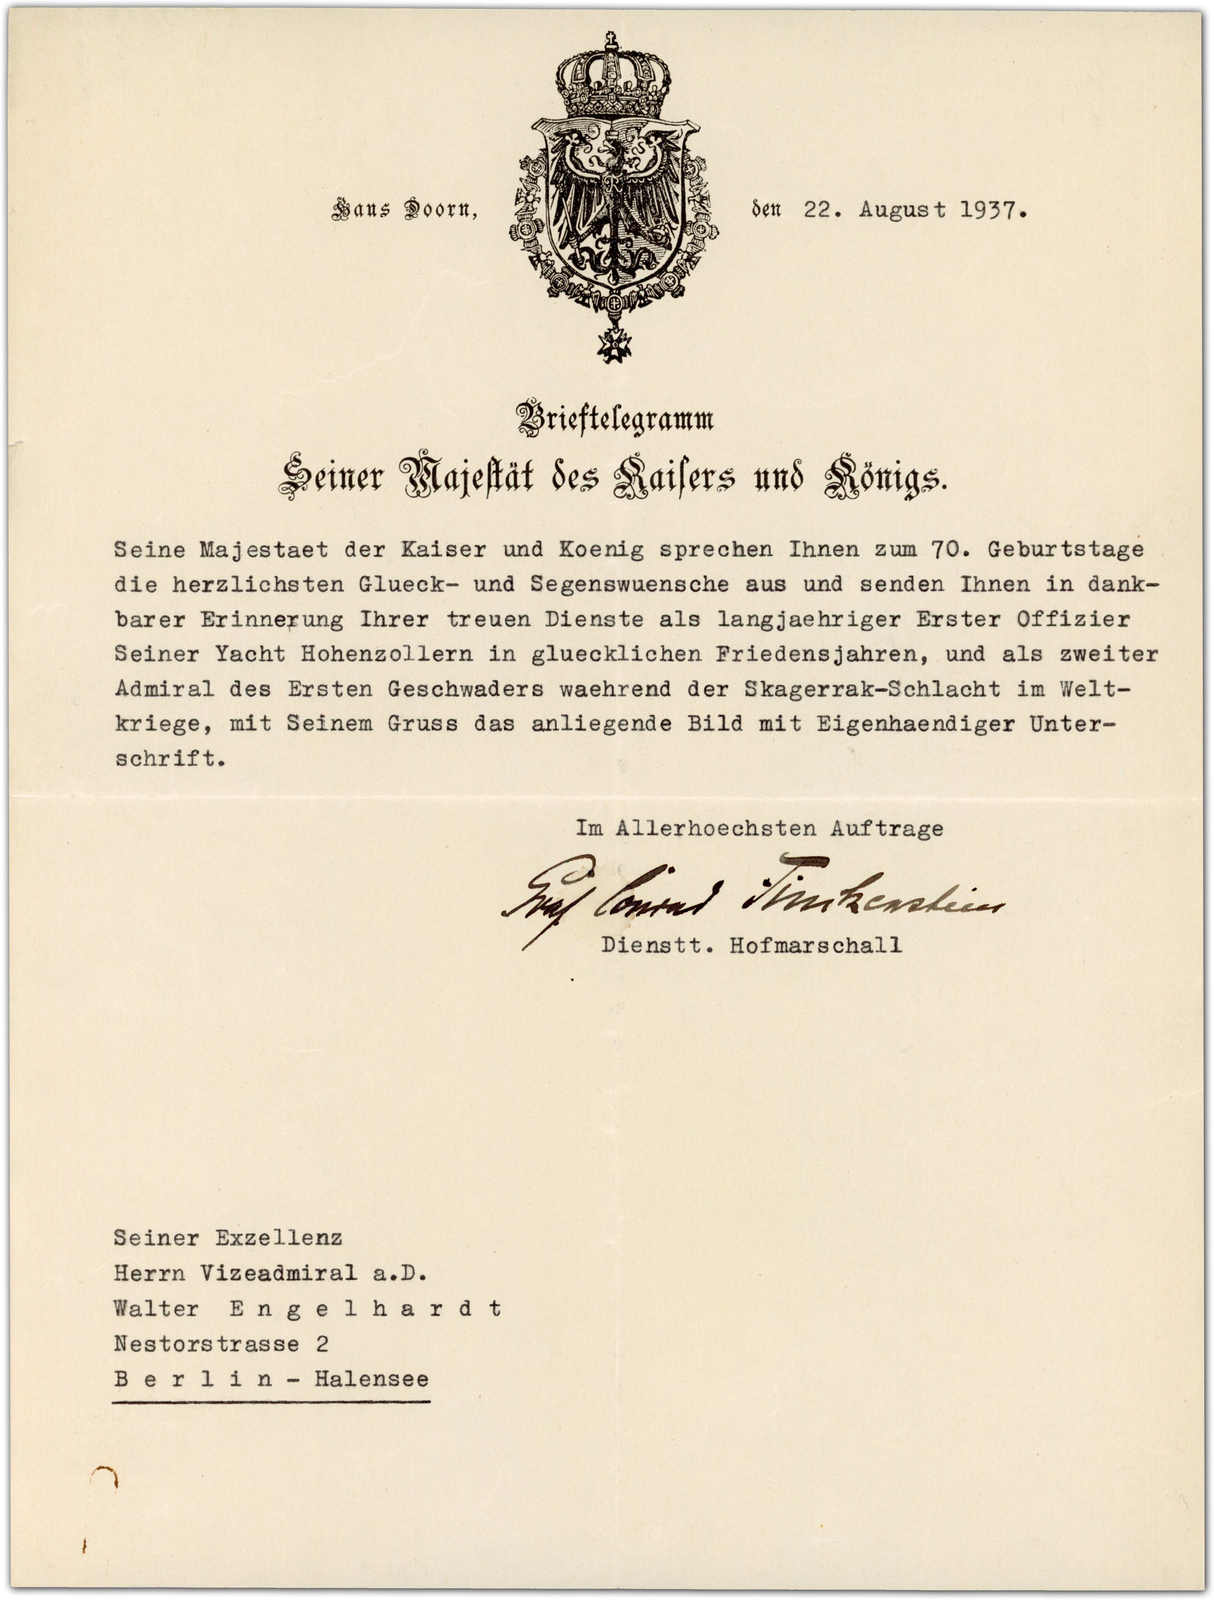 Haus Doorn, den 22. August 1937.
Brieftelegramm
Seiner Majestät des Kaisers und Königs.
Seine Majestaet der Kaiser und Koenig sprechen Ihnen zum 70. Geburtstage
die herzlichsten Glueck- und Segenswuensche aus und senden Ihnen in dank-
barer Erinnerung Ihrer treuen Dienste als langjaehriger Erster Offizier
Seiner Yacht Hohenzollern in gluecklichen Friedensjahren, und als zweiter
Admiral des Ersten Geschwaders waehrend der Skagerrak-Schlacht im Welt-
kriege, mit Seinem Gruss das anliegende Bild mit Eigenhaendiger Unter-
schrift.
Im Allerhoechsten Auftrage
Graf Conrad Finckenstein
Dienstt. Hofmarschall
Seiner Exzellenz
Herrn Vizeadmiral a.D.
Walter E n g e l h a r d t
Nestorstrasse 2
B e r l i n - Halensee